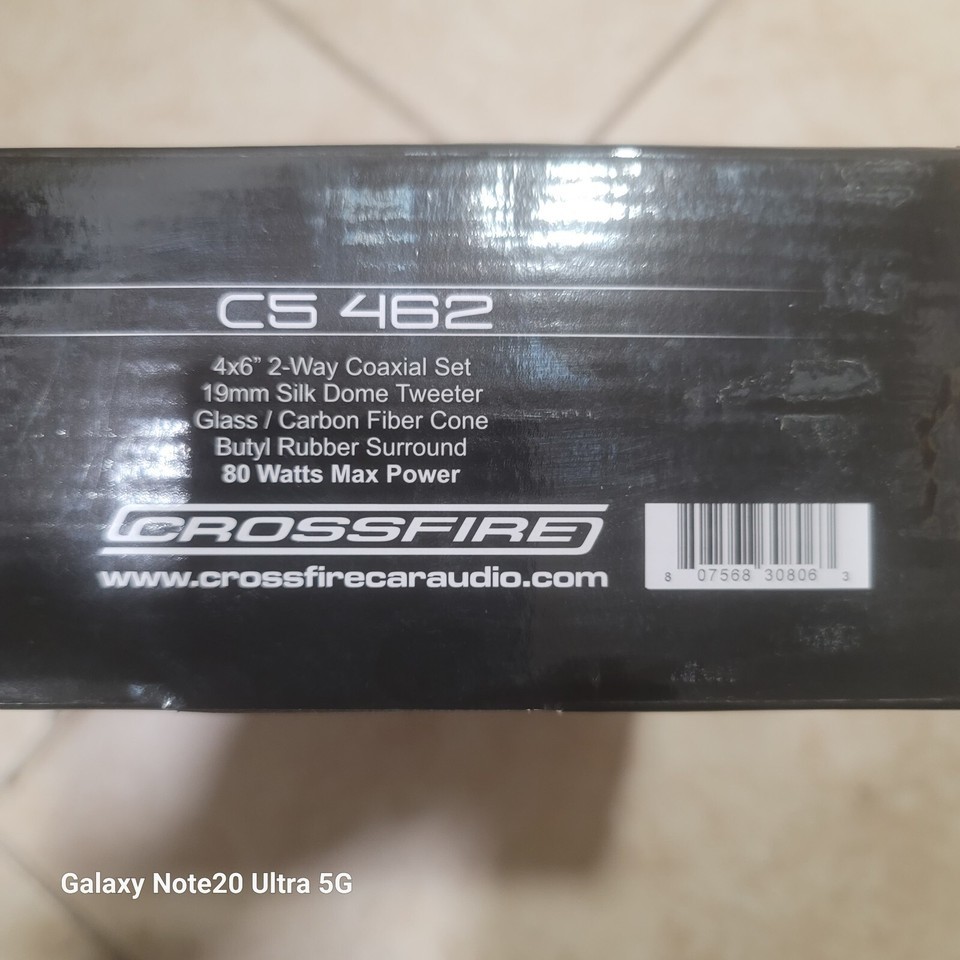 C5 462
4x6” 2-Way Coaxial Set
19mm Silk Dome Tweeter
Glass / Carbon Fiber Cone
Butyl Rubber Surround
80 Watts Max Power
CROSSFIRE
www.crossfirecaraudio.com
8 07568 30806 3
Galaxy Note20 Ultra 5G